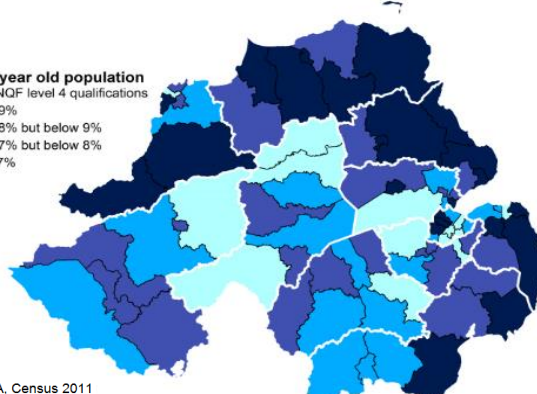 year old population
NQF level 4 qualifications
9%
8% but below 9%
7% but below 8%
7%
A, Census 2011